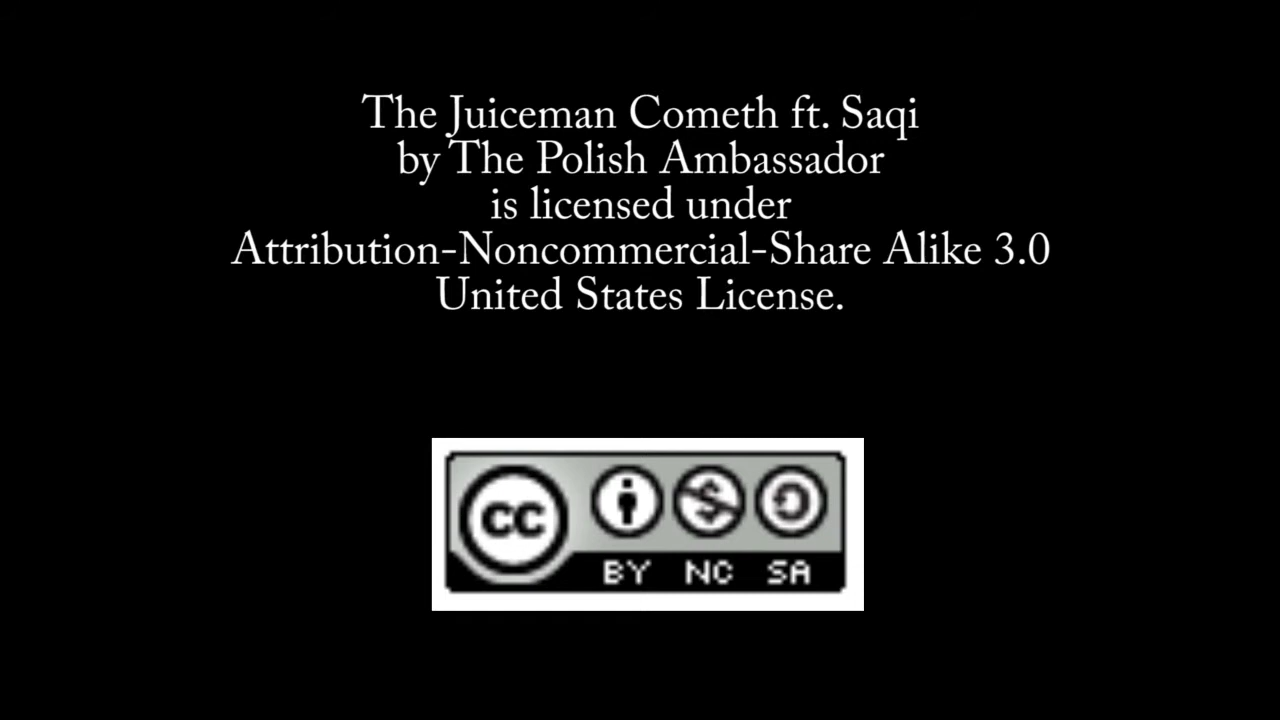 The Juiceman Cometh ft. Saqi
by The Polish Ambassador
is licensed under
Attribution-Noncommercial-Share Alike 3.0
United States License.
CC
BY NC SA